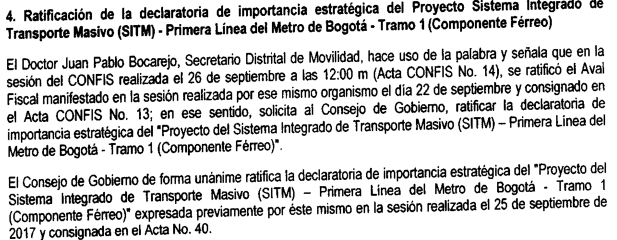 4. Ratificación de la declaratoria de importancia estratégica del Proyecto Sistema Integrado de
Transporte Masivo (SITM) - Primera Línea del Metro de Bogotá - Tramo 1 (Componente Férreo)
El Doctor Juan Pablo Bocarejo, Secretario Distrital de Movilidad, hace uso de la palabra y señala que en la
sesión del CONFIS realizada el 26 de septiembre a las 12:00 m (Acta CONFIS No. 14), se ratificó el Aval
Fiscal manifestado en la sesión realizada por ese mismo organismo el día 22 de septiembre y consignado en
el Acta CONFIS No. 13; en ese sentido, solicita al Consejo de Gobierno, ratificar la declaratoria de
importancia estratégica del "Proyecto del Sistema Integrado de Transporte Masivo (SITM) – Primera Línea del
Metro de Bogotá - Tramo 1 (Componente Férreo)".
El Consejo de Gobierno de forma unánime ratifica la declaratoria de importancia estratégica del "Proyecto del
Sistema Integrado de Transporte Masivo (SITM) – Primera Línea del Metro de Bogotá - Tramo 1
(Componente Férreo)" expresada previamente por éste mismo en la sesión realizada el 25 de septiembre de
2017 y consignada en el Acta No. 40.